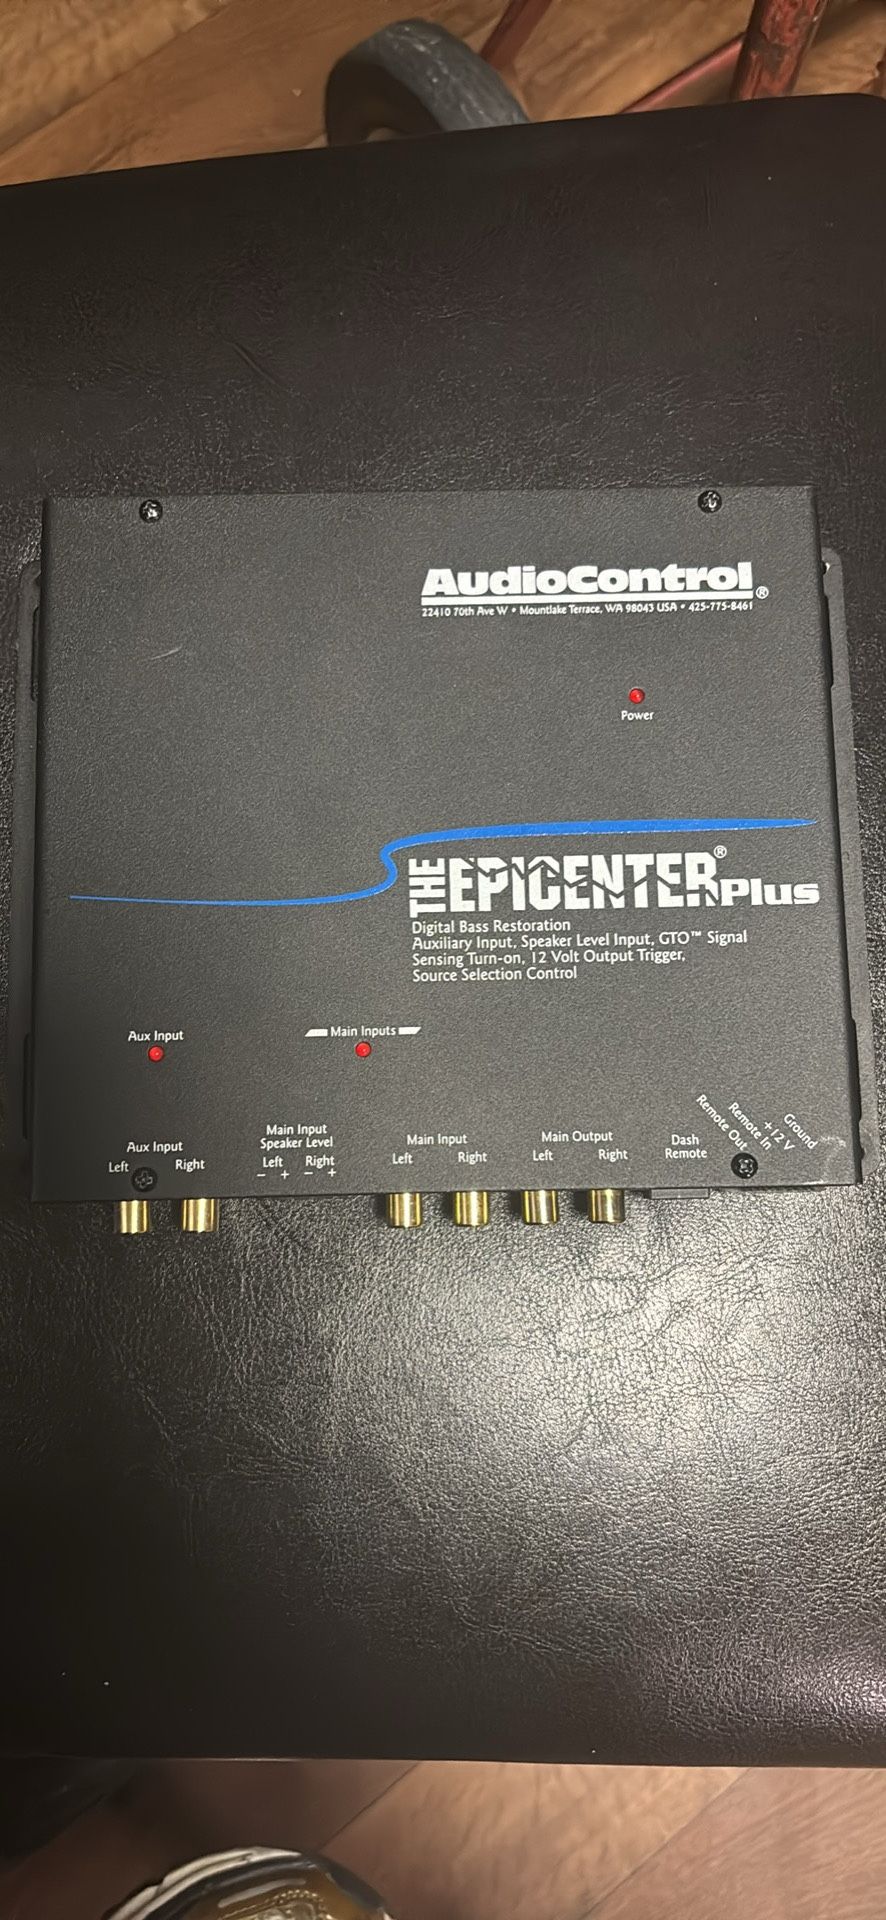 AudioControl®
22410 70th Ave W • Mountlake Terrace, WA 98043 USA • 425-775-8461
Power
THE EPICENTER® Plus
Digital Bass Restoration
Auxiliary Input, Speaker Level Input, GTO™ Signal
Sensing Turn-on, 12 Volt Output Trigger,
Source Selection Control
Aux Input
Main Inputs
Aux Input
Left Right
Main Input
Speaker Level
Left Right
– + – +
Main Input
Left Right
Main Output
Left Right
Dash
Remote
Remote Out
Remote In
+12 V
Ground